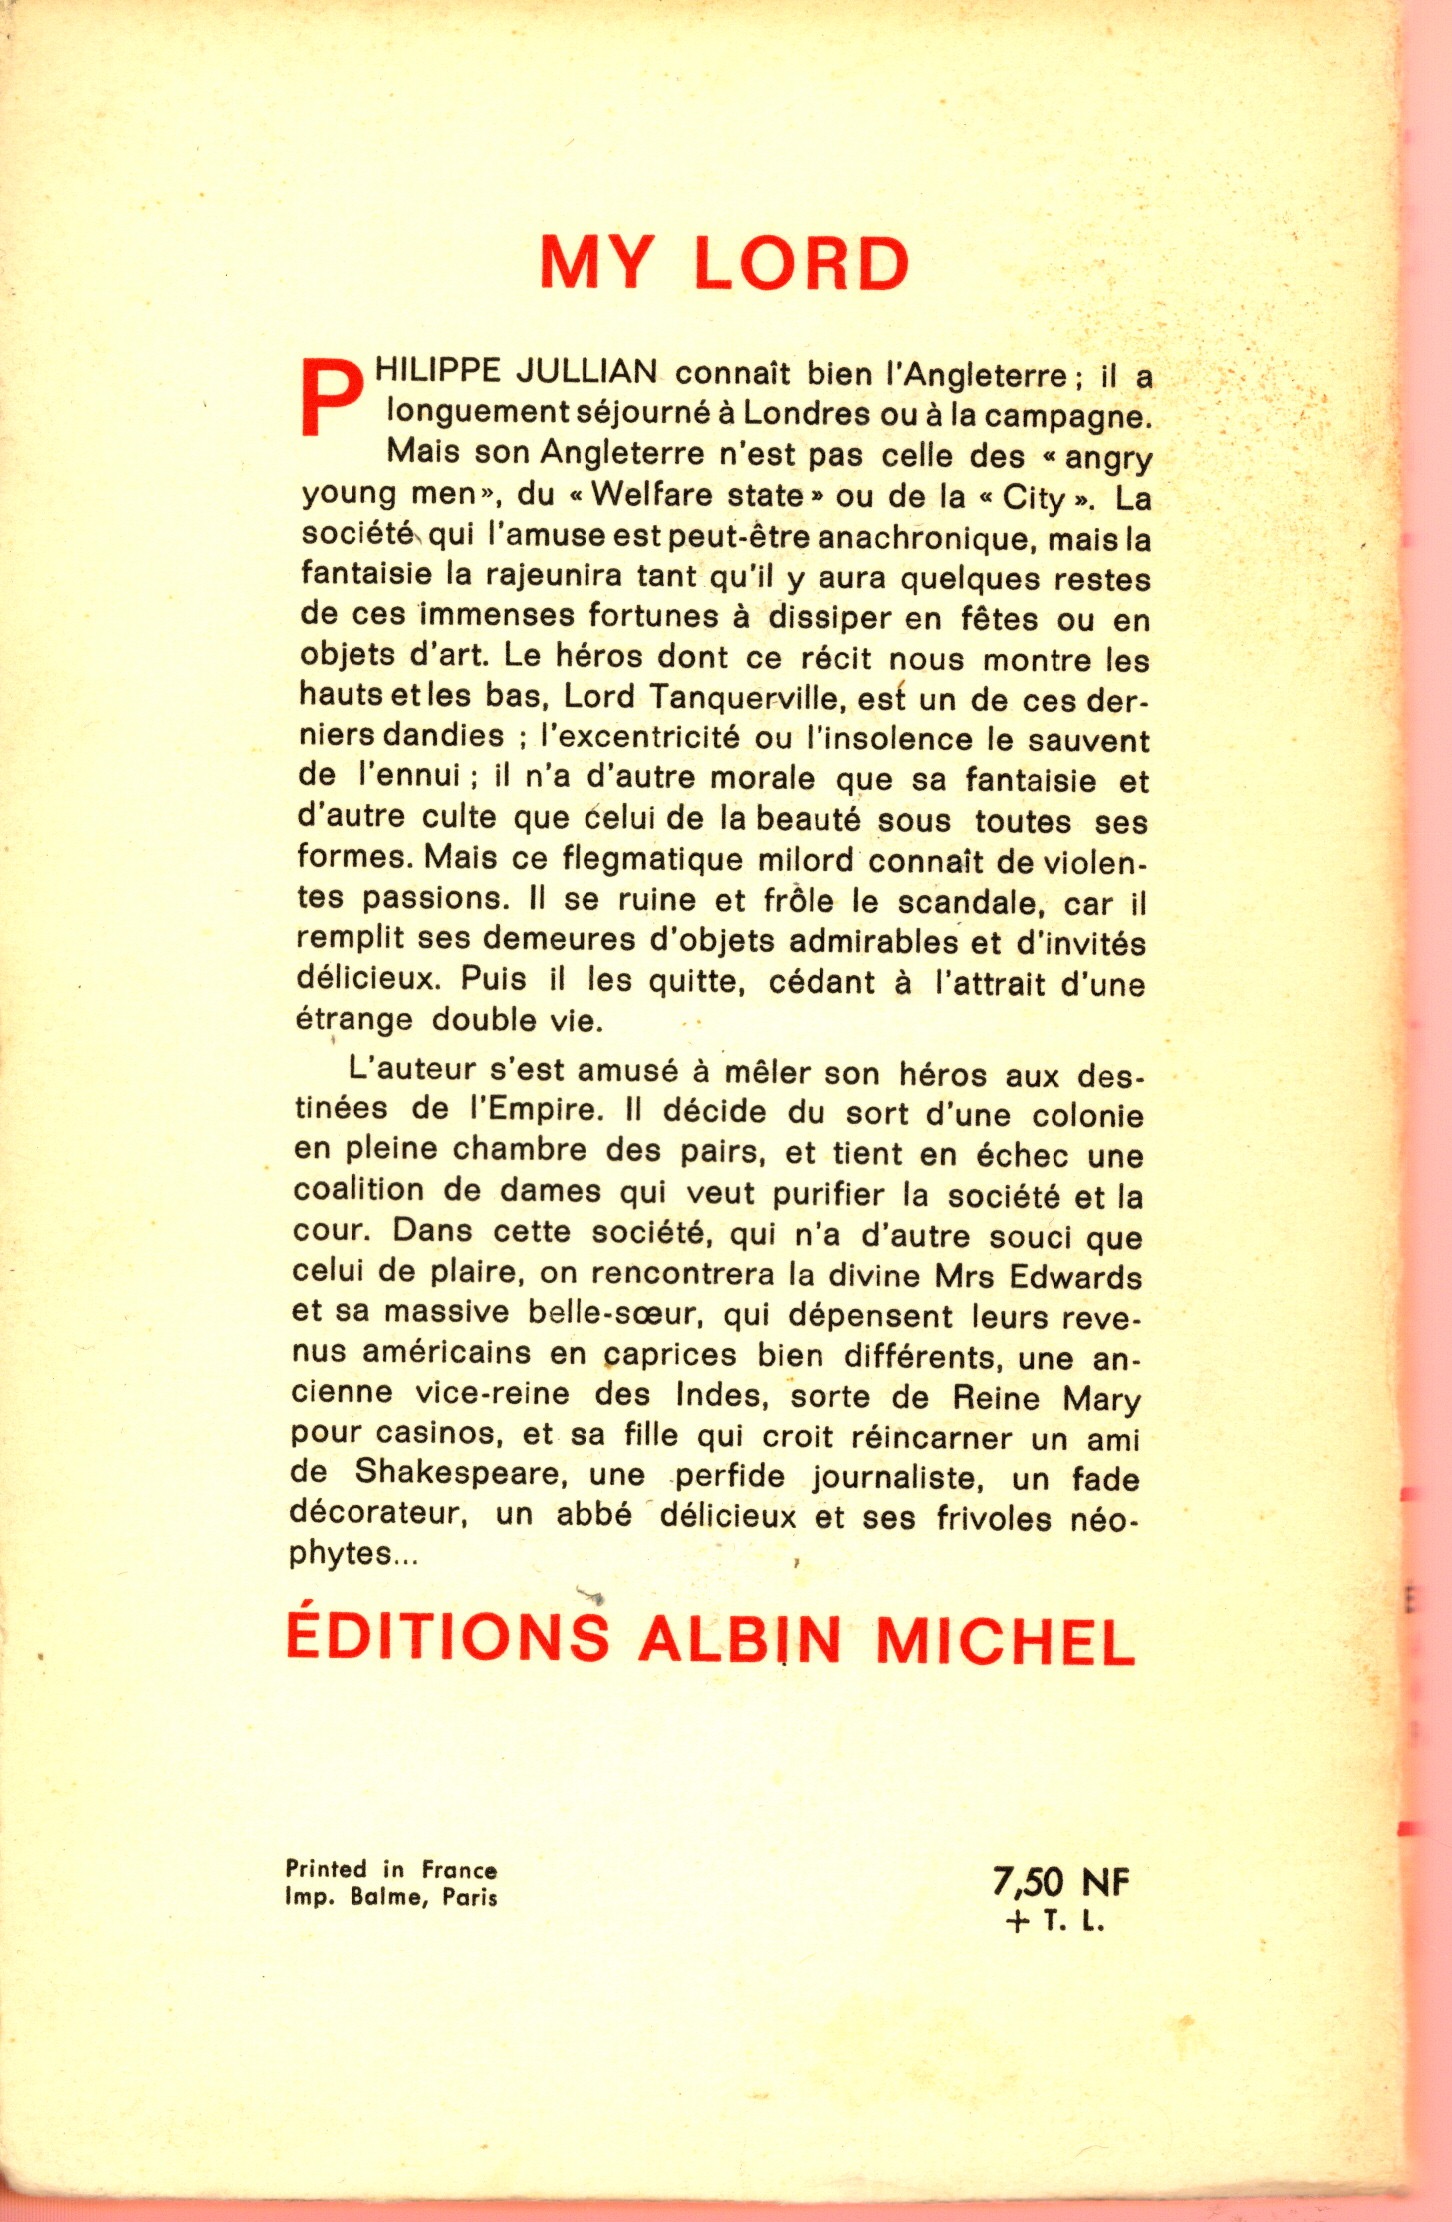 MY LORD
PHILIPPE JULLIAN connaît bien l'Angleterre ; il a
longuement séjourné à Londres ou à la campagne.
Mais son Angleterre n'est pas celle des « angry
young men », du « Welfare state » ou de la « City ». La
société qui l'amuse est peut-être anachronique, mais la
fantaisie la rajeunira tant qu'il y aura quelques restes
de ces immenses fortunes à dissiper en fêtes ou en
objets d'art. Le héros dont ce récit nous montre les
hauts et les bas, Lord Tanquerville, est un de ces der-
niers dandies ; l'excentricité ou l'insolence le sauvent
de l'ennui ; il n'a d'autre morale que sa fantaisie et
d'autre culte que celui de la beauté sous toutes ses
formes. Mais ce flegmatique milord connaît de violen-
tes passions. Il se ruine et frôle le scandale, car il
remplit ses demeures d'objets admirables et d'invités
délicieux. Puis il les quitte, cédant à l'attrait d'une
étrange double vie.
L'auteur s'est amusé à mêler son héros aux des-
tinées de l'Empire. Il décide du sort d'une colonie
en pleine chambre des pairs, et tient en échec une
coalition de dames qui veut purifier la société et la
cour. Dans cette société, qui n'a d'autre souci que
celui de plaire, on rencontrera la divine Mrs Edwards
et sa massive belle-sœur, qui dépensent leurs reve-
nus américains en caprices bien différents, une an-
cienne vice-reine des Indes, sorte de Reine Mary
pour casinos, et sa fille qui croit réincarner un ami
de Shakespeare, une perfide journaliste, un fade
décorateur, un abbé délicieux et ses frivoles néo-
phytes...
ÉDITIONS ALBIN MICHEL
Printed in France
Imp. Balme, Paris
7,50 NF
+ T. L.